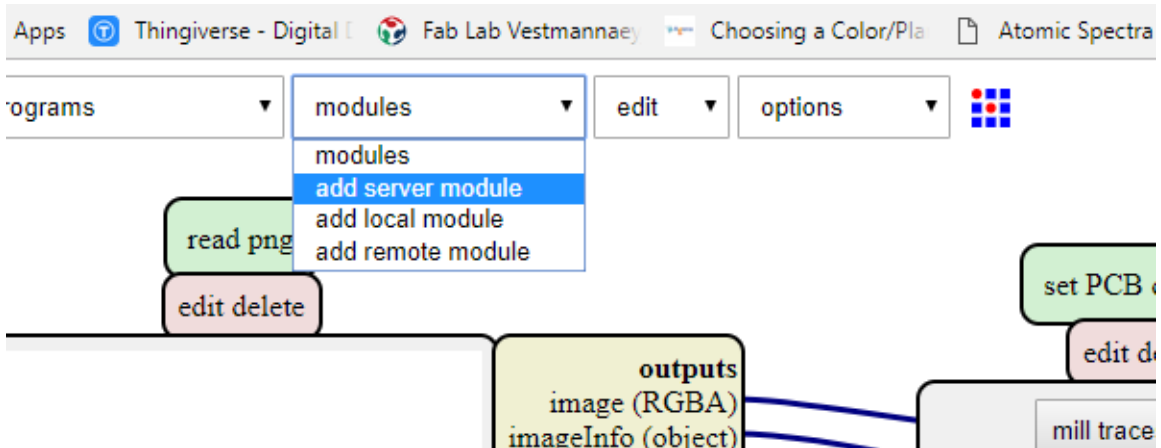 Apps Thingiverse - Digital Fab Lab Vestmannaey Choosing a Color/Pla Atomic Spectra
rograms modules edit options
modules
add server module
add local module
add remote module
read png
edit delete
set PCB
edit de
outputs
image (RGBA)
imageInfo (object)
mill trace